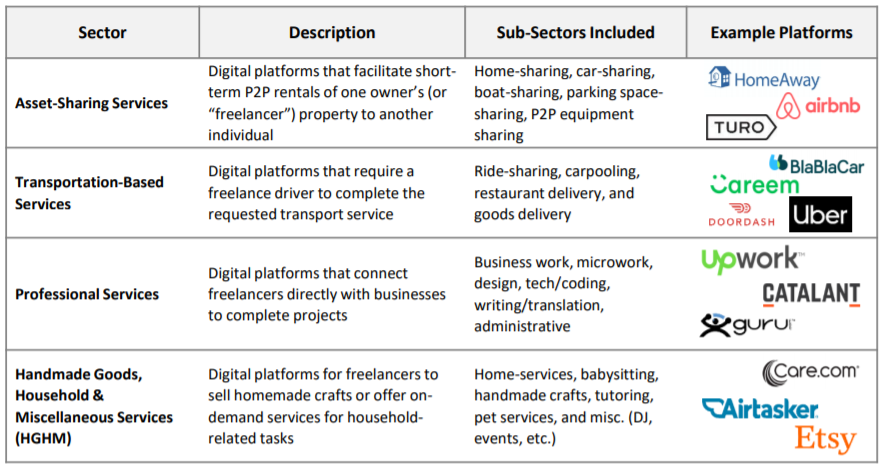 Sector
Description
Sub-Sectors Included
Example Platforms
Asset-Sharing Services
Digital platforms that facilitate short-
term P2P rentals of one owner's (or
"freelancer") property to another
individual
Home-sharing, car-sharing,
boat-sharing, parking space-
sharing, P2P equipment
sharing
HomeAway
airbnb
TURO
Transportation-Based
Services
Digital platforms that require a
freelance driver to complete the
requested transport service
Ride-sharing, carpooling,
restaurant delivery, and
goods delivery
BlaBlaCar
Careem
DOORDASH
Uber
Professional Services
Digital platforms that connect
freelancers directly with businesses
to complete projects
Business work, microwork,
design, tech/coding,
writing/translation,
administrative
Upwork™
CATALANT
guru™
Handmade Goods,
Household &
Miscellaneous Services
(HGHM)
Digital platforms for freelancers to
sell homemade crafts or offer on-
demand services for household-
related tasks
Home-services, babysitting,
handmade crafts, tutoring,
pet services, and misc. (DJ,
events, etc.)
Care.com®
Airtasker
Etsy